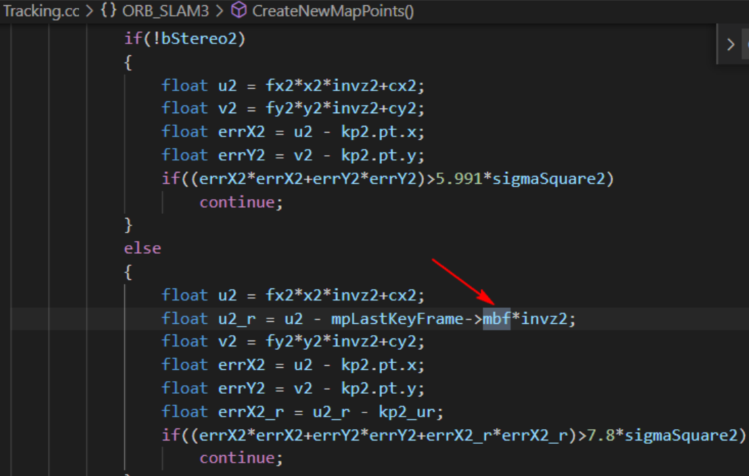 Tracking.cc > {} ORB_SLAM3 > CreateNewMapPoints()
if(!bStereo2)
{
float u2 = fx2*x2*invz2+cx2;
float v2 = fy2*y2*invz2+cy2;
float errX2 = u2 - kp2.pt.x;
float errY2 = v2 - kp2.pt.y;
if((errX2*errX2+errY2*errY2)>5.991*sigmaSquare2)
continue;
}
else
{
float u2 = fx2*x2*invz2+cx2;
float u2_r = u2 - mpLastKeyFrame->mbf*invz2;
float v2 = fy2*y2*invz2+cy2;
float errX2 = u2 - kp2.pt.x;
float errY2 = v2 - kp2.pt.y;
float errX2_r = u2_r - kp2_ur;
if((errX2*errX2+errY2*errY2+errX2_r*errX2_r)>7.8*sigmaSquare2)
continue;